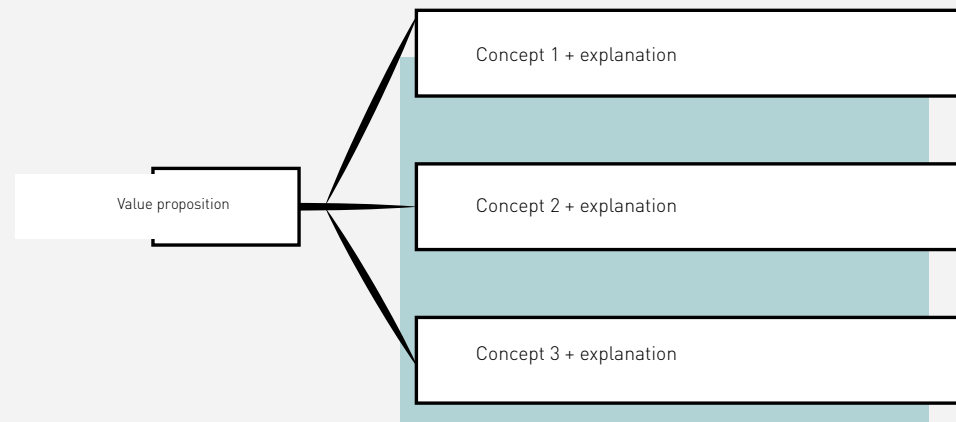 Concept 1 + explanation
Value proposition
Concept 2 + explanation
Concept 3 + explanation